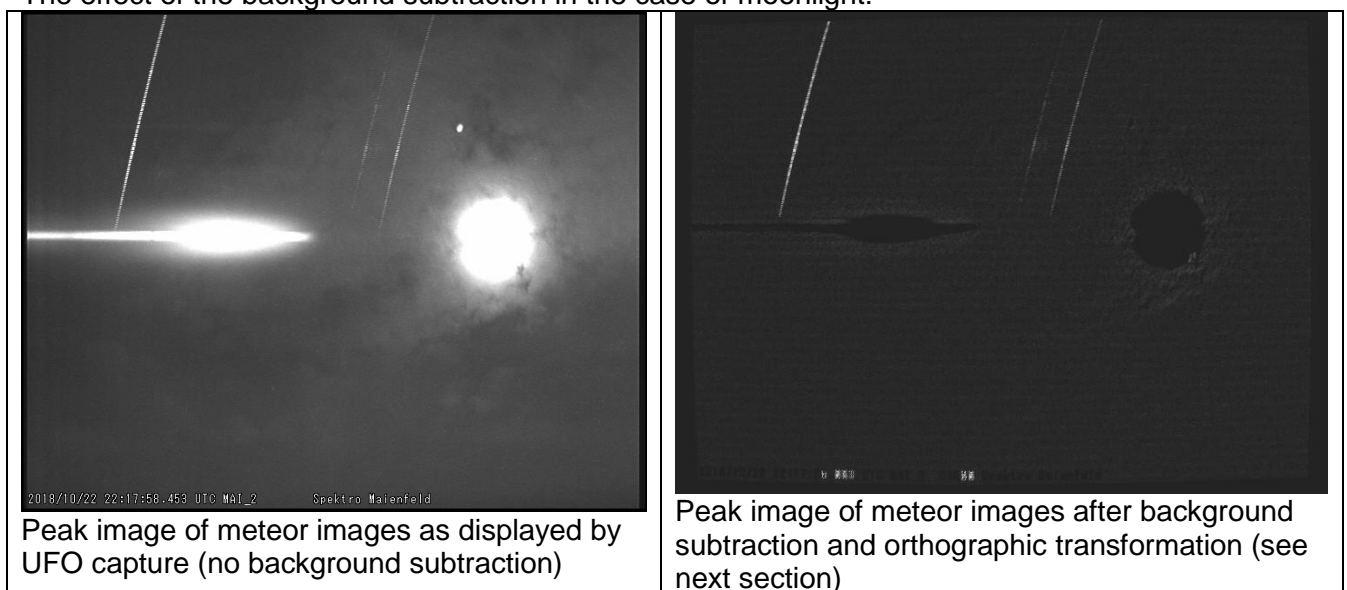 The effect of the background subtraction in the case of moonlight.
2018/10/22 22:17:58.453 UTC MAI_2 Spektro Maienfeld
Peak image of meteor images as displayed by
UFO capture (no background subtraction)
Peak image of meteor images after background
subtraction and orthographic transformation (see
next section)